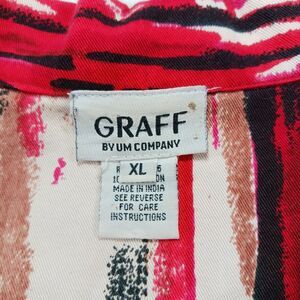 GRAFF
BY UM COMPANY
XL
MADE IN INDIA
SEE REVERSE
FOR CARE
INSTRUCTIONS